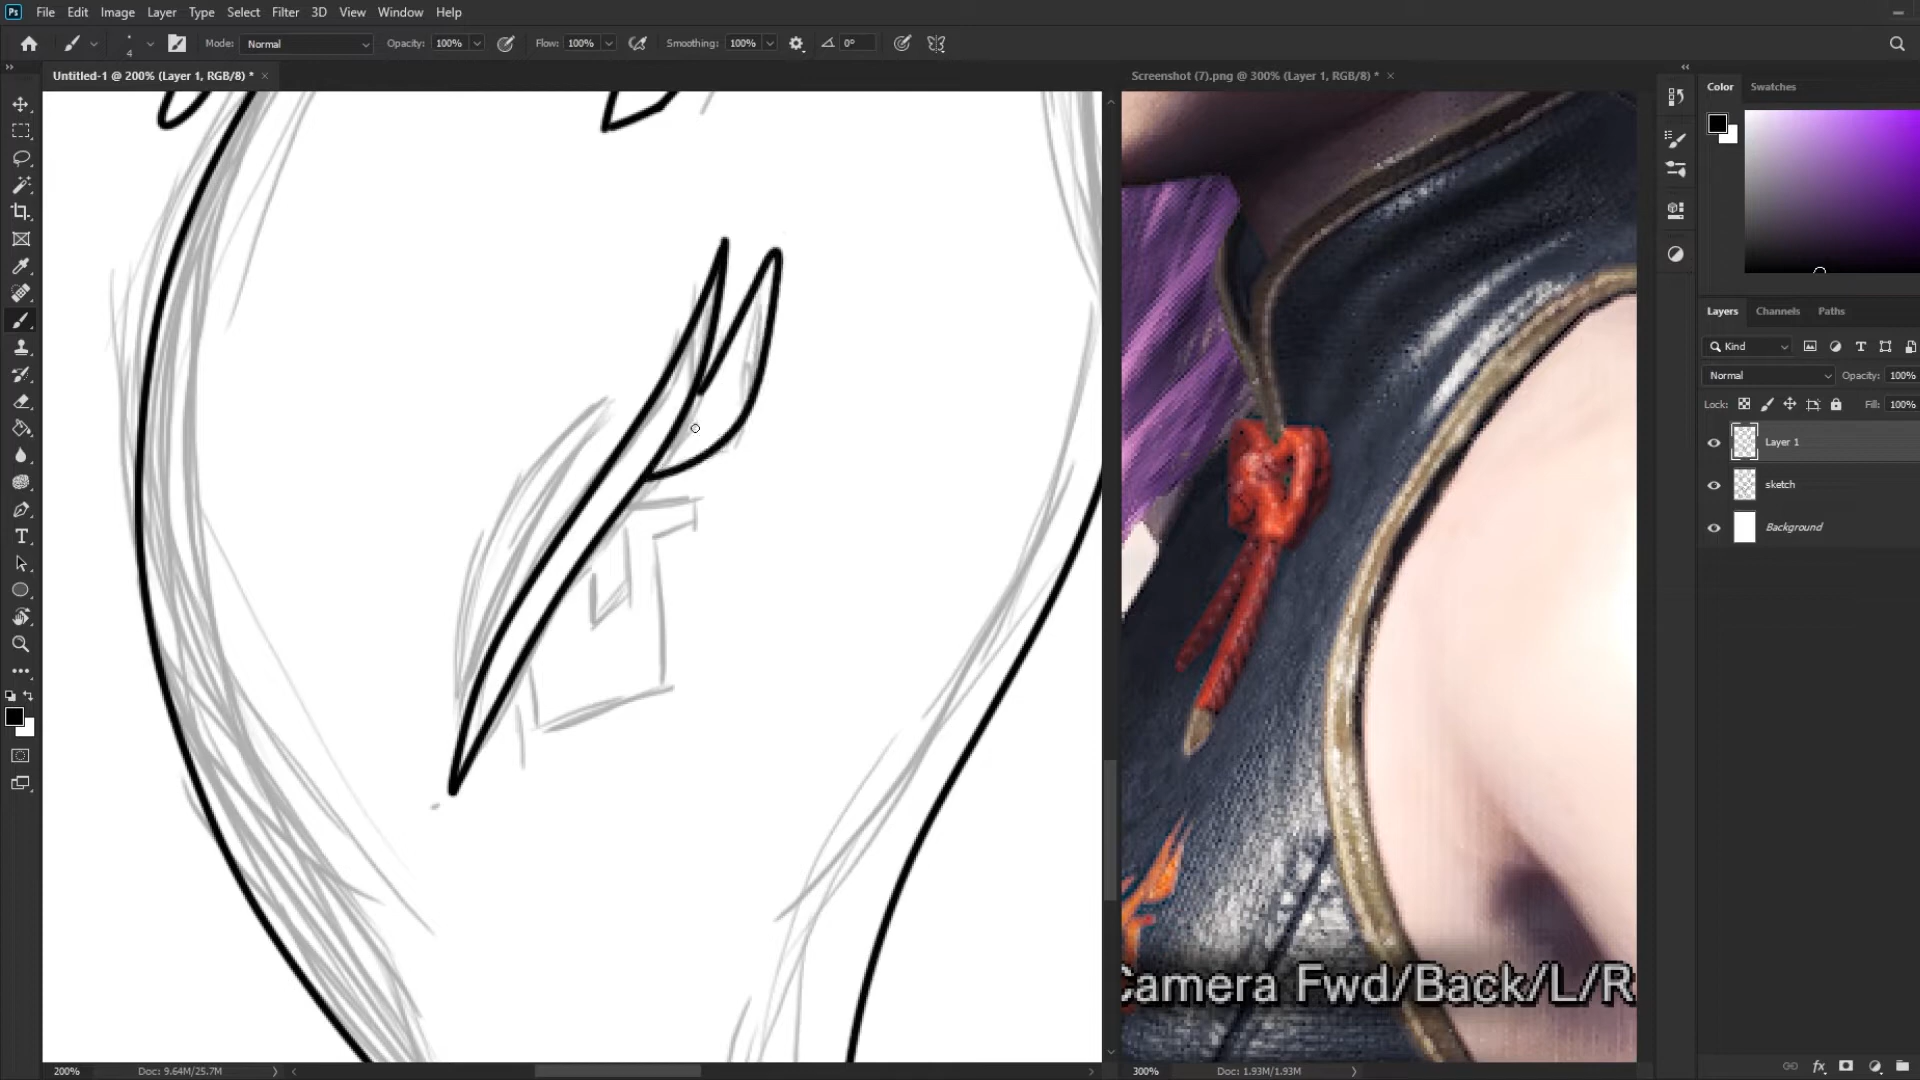 Ps File Edit Image Layer Type Select Filter 3D View Window Help
4 Mode: Normal Opacity: 100% Flow: 100% Smoothing: 100% 0°
Untitled-1 @ 200% (Layer 1, RGB/8) * ×
Screenshot (7).png @ 300% (Layer 1, RGB/8) * ×
Color Swatches
Layers Channels Paths
Kind
Normal Opacity: 100%
Lock: Fill: 100%
Layer 1
sketch
Background
Camera Fwd/Back/L/R
200% Doc: 9.64M/25.7M
300% Doc: 1.93M/1.93M
fx